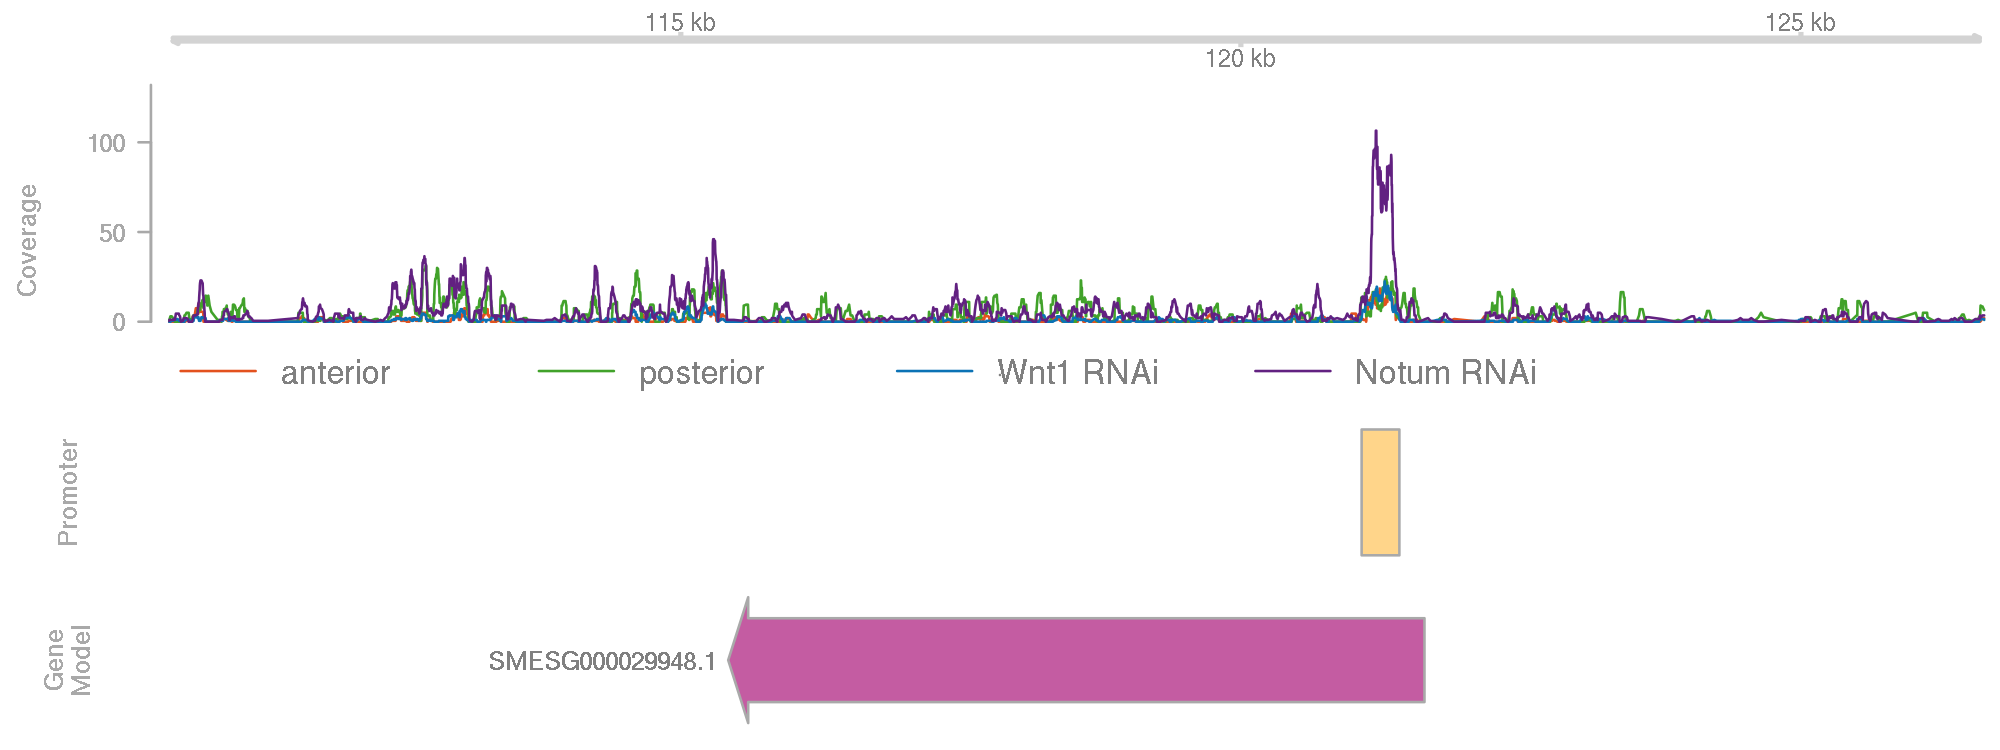 115 kb
125 kb
120 kb
Coverage
100
50
0
anterior posterior Wnt1 RNAi Notum RNAi
Promoter
Gene
Model
SMESG000029948.1